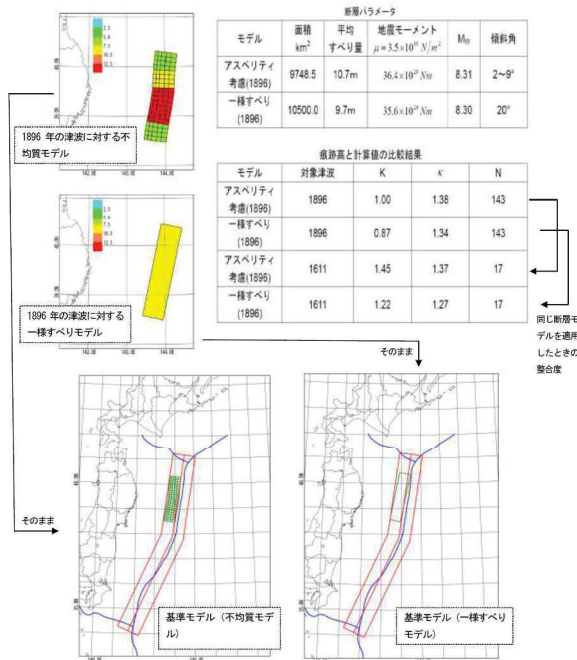 断層パラメータ
モデル 面積 km² 平均すべり量 地震モーメント μ=3.5×10¹⁰ N/m² Mw 傾斜角
アスペリティ考慮(1896) 9748.5 10.7m 36.4×10²⁰ Nm 8.31 2〜9°
一様すべり(1896) 10500.0 9.7m 35.6×10²⁰ Nm 8.30 20°
1896 年の津波に対する不
均質モデル
痕跡高と計算値の比較結果
モデル 対象津波 K κ N
アスペリティ考慮(1896) 1896 1.00 1.38 143
一様すべり(1896) 1896 0.87 1.34 143
アスペリティ考慮(1896) 1611 1.45 1.37 17
一様すべり(1896) 1611 1.22 1.27 17
1896 年の津波に対する
一様すべりモデル
同じ断層モ
デルを適用
したときの
整合度
そのまま
そのまま
基準モデル（不均質モデ
ル）
基準モデル（一様すべり
モデル）